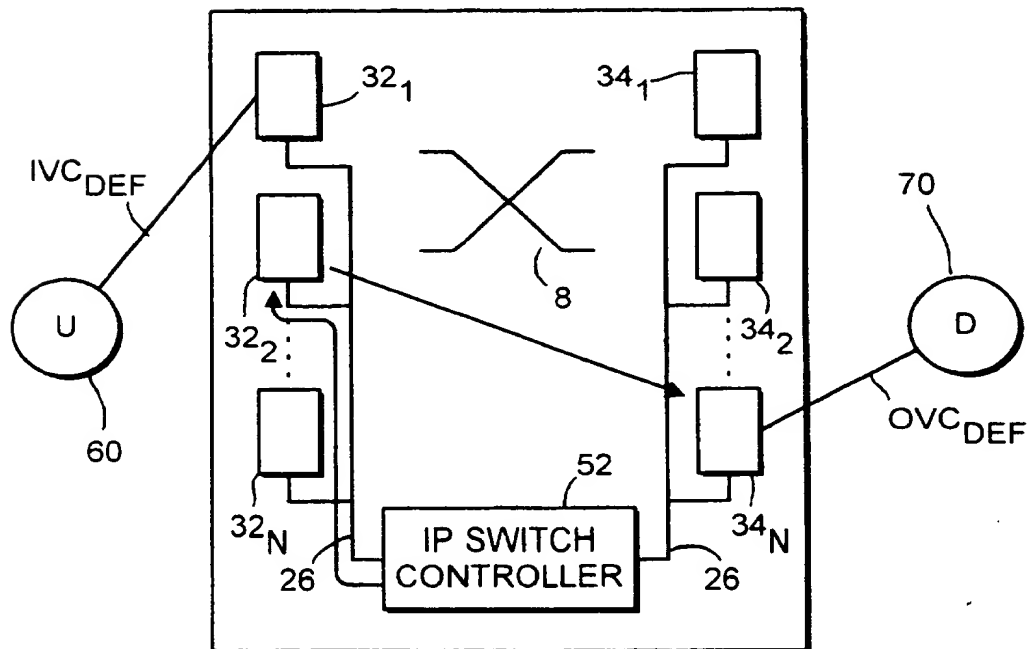 32₁
34₁
IVC_DEF
70
8
U
D
32₂
34₂
60
OVC_DEF
52
32_N
34_N
26
IP SWITCH
CONTROLLER
26